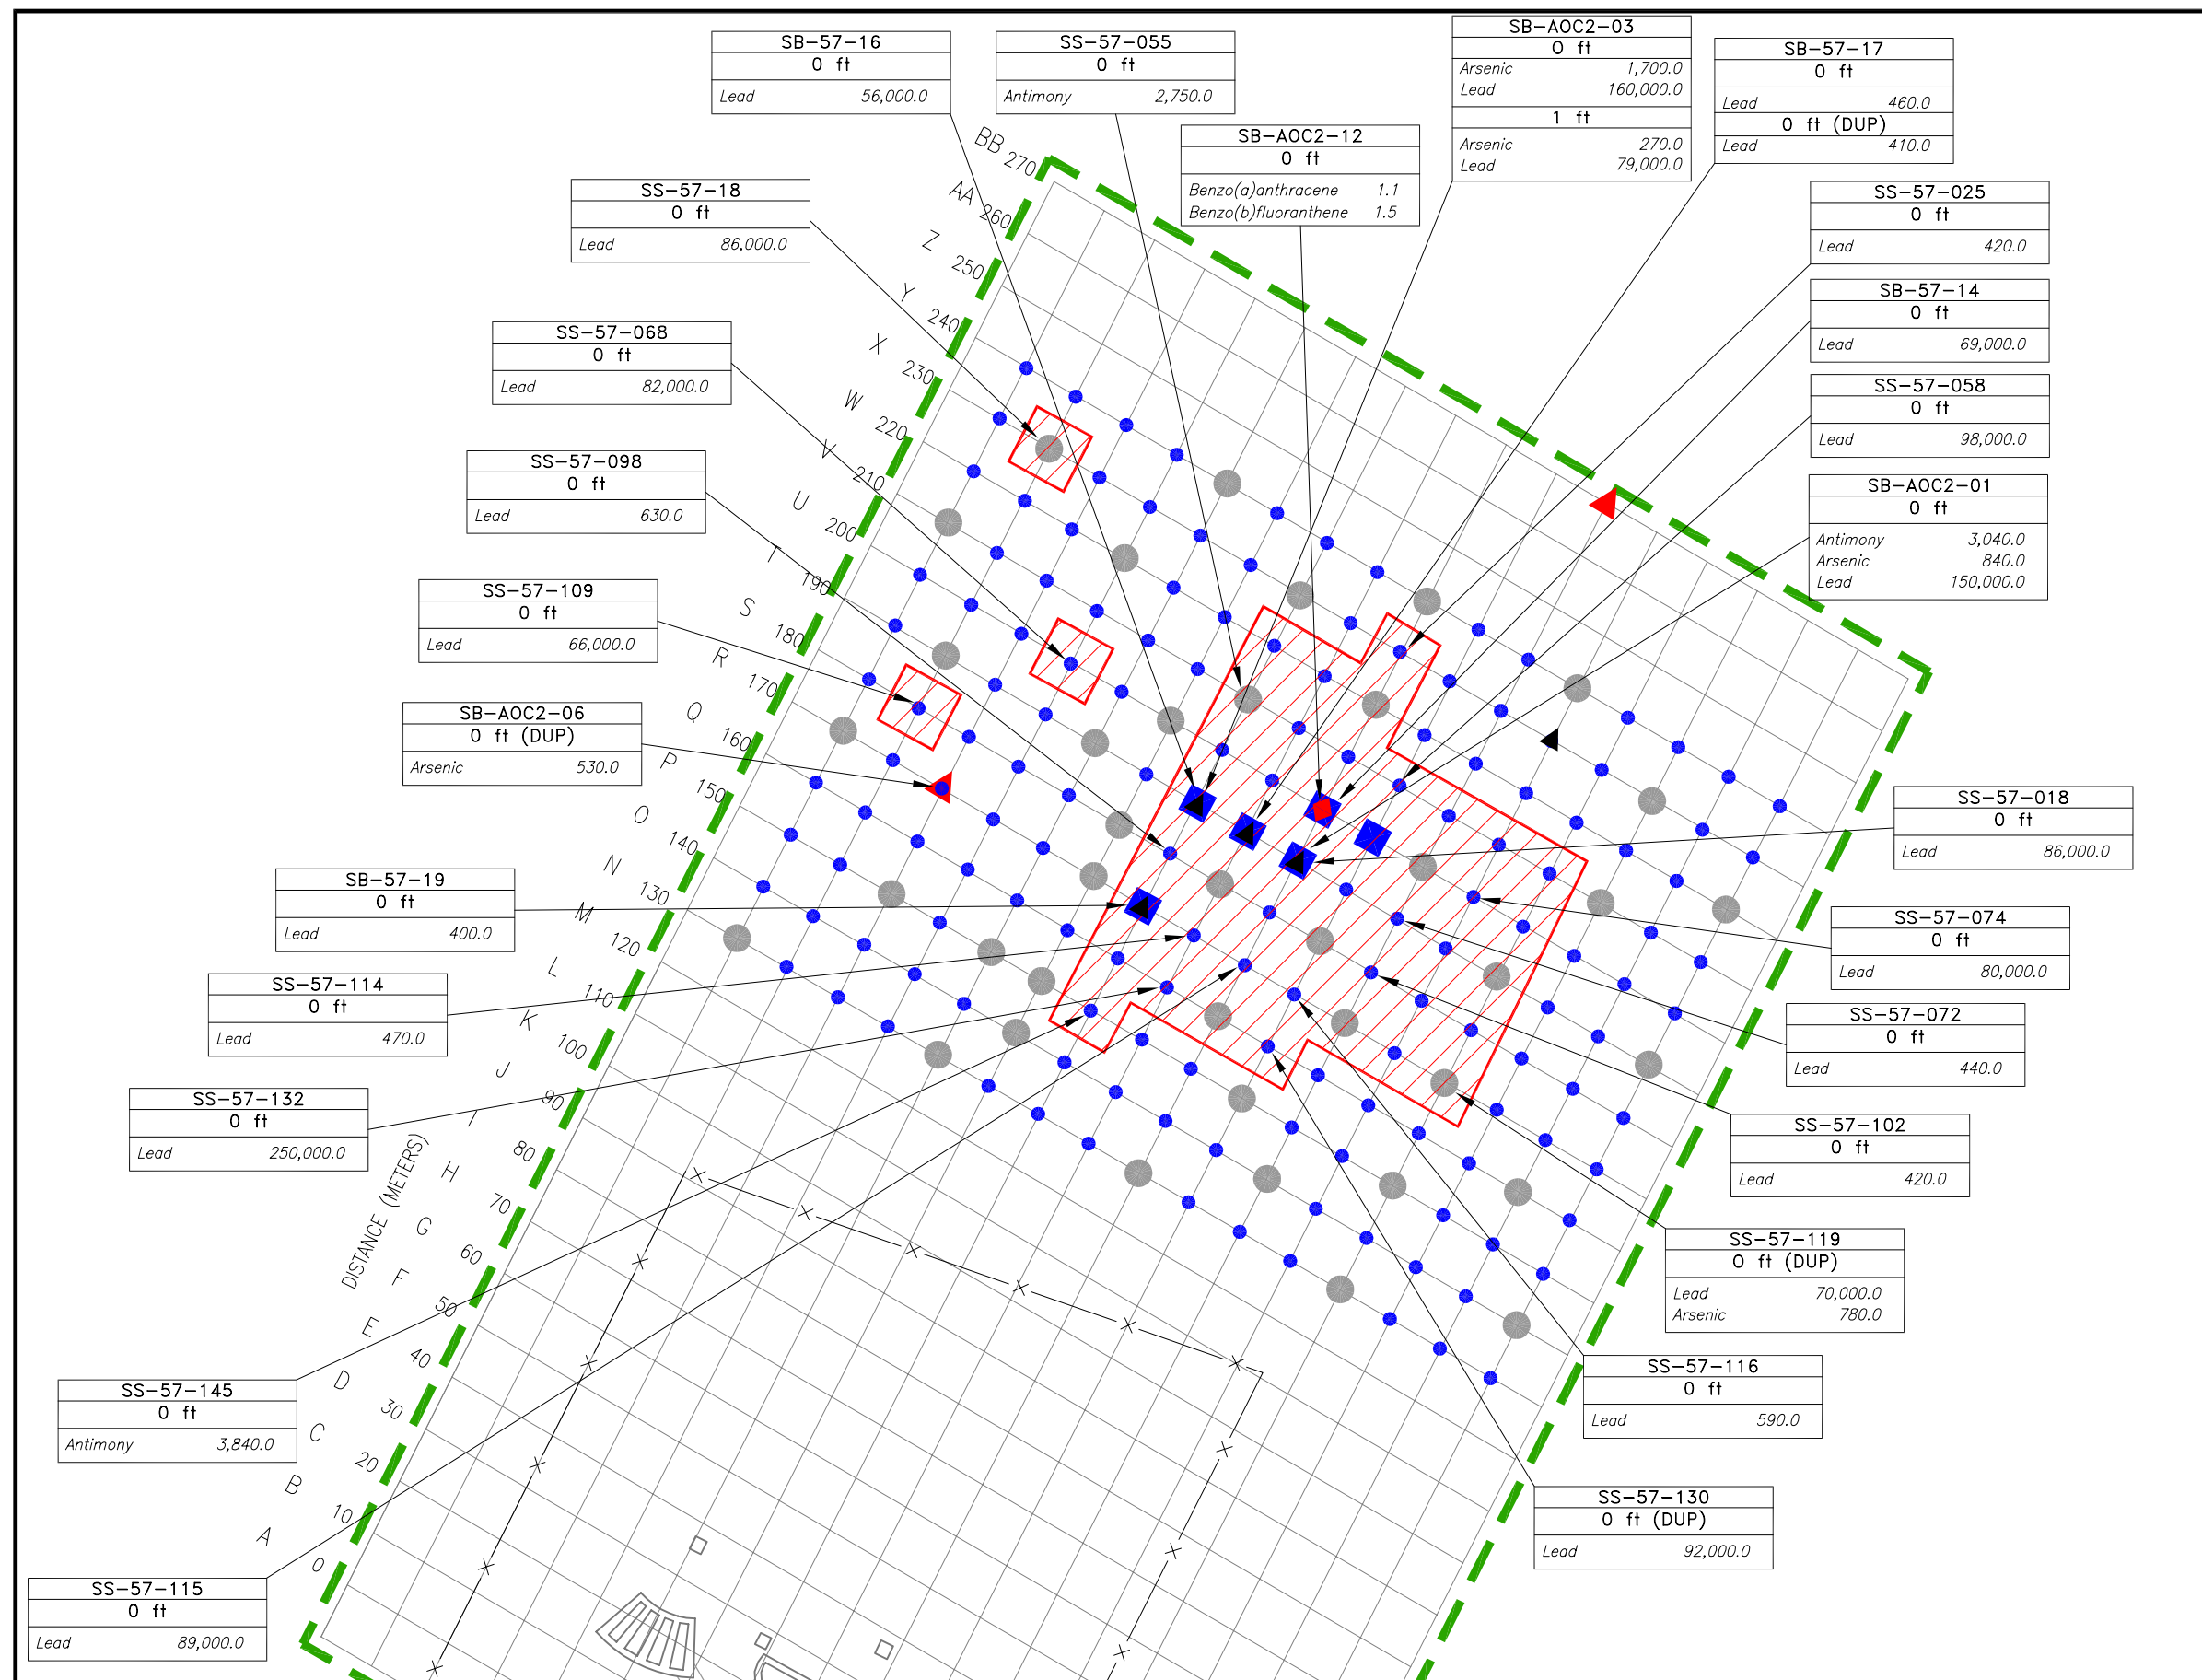 SB-57-16
0 ft
Lead 56,000.0
SS-57-055
0 ft
Antimony 2,750.0
SB-AOC2-03
0 ft
Arsenic 1,700.0
Lead 160,000.0
1 ft
Arsenic 270.0
Lead 79,000.0
SB-57-17
0 ft
Lead 460.0
0 ft (DUP)
Lead 410.0
SB-AOC2-12
0 ft
Benzo(a)anthracene 1.1
Benzo(b)fluoranthene 1.5
SS-57-18
0 ft
Lead 86,000.0
SS-57-025
0 ft
Lead 420.0
SB-57-14
0 ft
Lead 69,000.0
SS-57-068
0 ft
Lead 82,000.0
SS-57-058
0 ft
Lead 98,000.0
SS-57-098
0 ft
Lead 630.0
SB-AOC2-01
0 ft
Antimony 3,040.0
Arsenic 840.0
Lead 150,000.0
SS-57-109
0 ft
Lead 66,000.0
SB-AOC2-06
0 ft (DUP)
Arsenic 530.0
SS-57-018
0 ft
Lead 86,000.0
SB-57-19
0 ft
Lead 400.0
SS-57-074
0 ft
Lead 80,000.0
SS-57-114
0 ft
Lead 470.0
SS-57-072
0 ft
Lead 440.0
SS-57-132
0 ft
Lead 250,000.0
SS-57-102
0 ft
Lead 420.0
SS-57-119
0 ft (DUP)
Lead 70,000.0
Arsenic 780.0
SS-57-145
0 ft
Antimony 3,840.0
SS-57-116
0 ft
Lead 590.0
SS-57-130
0 ft (DUP)
Lead 92,000.0
SS-57-115
0 ft
Lead 89,000.0
BB 270
AA 260
Z 250
Y 240
X 230
W 220
V 210
U 200
T 190
S 180
R 170
Q 160
P 150
O 140
N 130
M 120
L 110
K 100
J 90
I 80
H 70
G 60
F 50
E 40
D 30
C 20
B 10
A 0
DISTANCE (METERS)